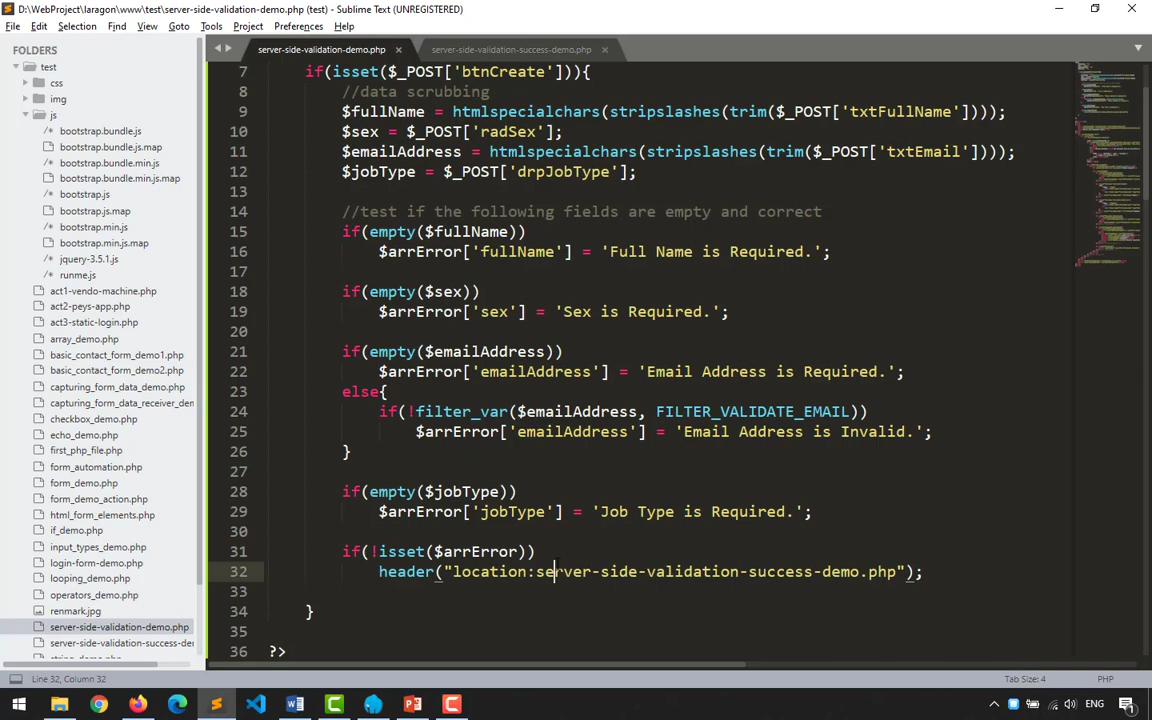 D:\WebProject\laragon\www\test\server-side-validation-demo.php (test) - Sublime Text (UNREGISTERED)
File Edit Selection Find View Goto Tools Project Preferences Help
FOLDERS
test
css
img
js
bootstrap.bundle.js
bootstrap.bundle.js.map
bootstrap.bundle.min.js
bootstrap.bundle.min.js.map
bootstrap.js
bootstrap.js.map
bootstrap.min.js
bootstrap.min.js.map
jquery-3.5.1.js
runme.js
act1-vendo-machine.php
act2-peys-app.php
act3-static-login.php
array_demo.php
basic_contact_form_demo1.php
basic_contact_form_demo2.php
capturing_form_data_demo.php
capturing_form_data_receiver_den
checkbox_demo.php
echo_demo.php
first_php_file.php
form_automation.php
form_demo.php
form_demo_action.php
html_form_elements.php
if_demo.php
input_types_demo.php
login-form-demo.php
looping_demo.php
operators_demo.php
renmark.jpg
server-side-validation-demo.php
server-side-validation-success-der
server-side-validation-demo.php × server-side-validation-success-demo.php ×
7 if(isset($_POST['btnCreate'])){
8 //data scrubbing
9 $fullName = htmlspecialchars(stripslashes(trim($_POST['txtFullName'])));
10 $sex = $_POST['radSex'];
11 $emailAddress = htmlspecialchars(stripslashes(trim($_POST['txtEmail'])));
12 $jobType = $_POST['drpJobType'];
13
14 //test if the following fields are empty and correct
15 if(empty($fullName))
16 $arrError['fullName'] = 'Full Name is Required.';
17
18 if(empty($sex))
19 $arrError['sex'] = 'Sex is Required.';
20
21 if(empty($emailAddress))
22 $arrError['emailAddress'] = 'Email Address is Required.';
23 else{
24 if(!filter_var($emailAddress, FILTER_VALIDATE_EMAIL))
25 $arrError['emailAddress'] = 'Email Address is Invalid.';
26 }
27
28 if(empty($jobType))
29 $arrError['jobType'] = 'Job Type is Required.';
30
31 if(!isset($arrError))
32 header("location:server-side-validation-success-demo.php");
33
34 }
35
36 ?>
Line 32, Column 32 Tab Size: 4 PHP
ENG 1